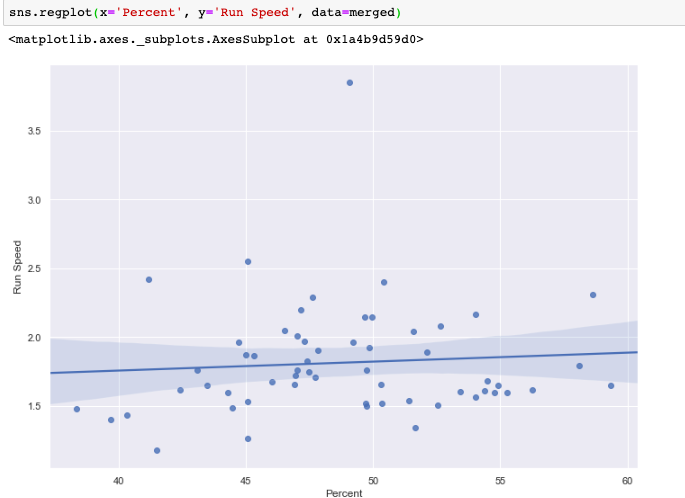 sns.regplot(x='Percent', y='Run Speed', data=merged)
<matplotlib.axes._subplots.AxesSubplot at 0x1a4b9d59d0>
3.5
3.0
2.5
2.0
1.5
Run Speed
40 45 50 55 60
Percent